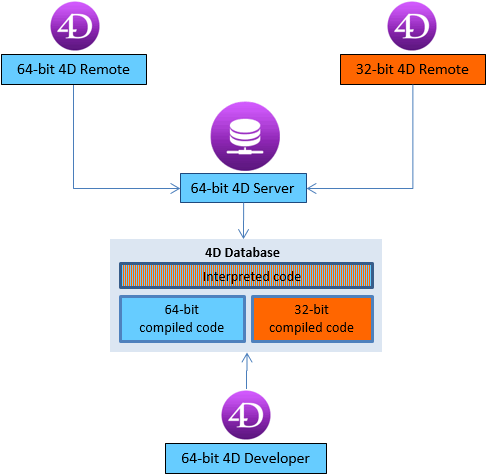 4D
4D
64-bit 4D Remote
32-bit 4D Remote
64-bit 4D Server
4D Database
Interpreted code
64-bit
compiled code
32-bit
compiled code
4D
64-bit 4D Developer